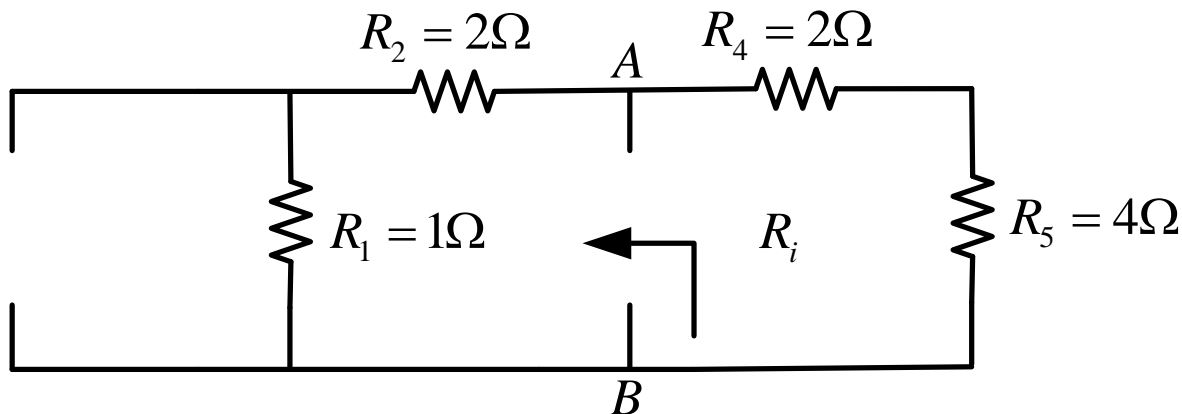 R₂ = 2Ω
A
R₄ = 2Ω
R₁ = 1Ω
Rᵢ
R₅ = 4Ω
B